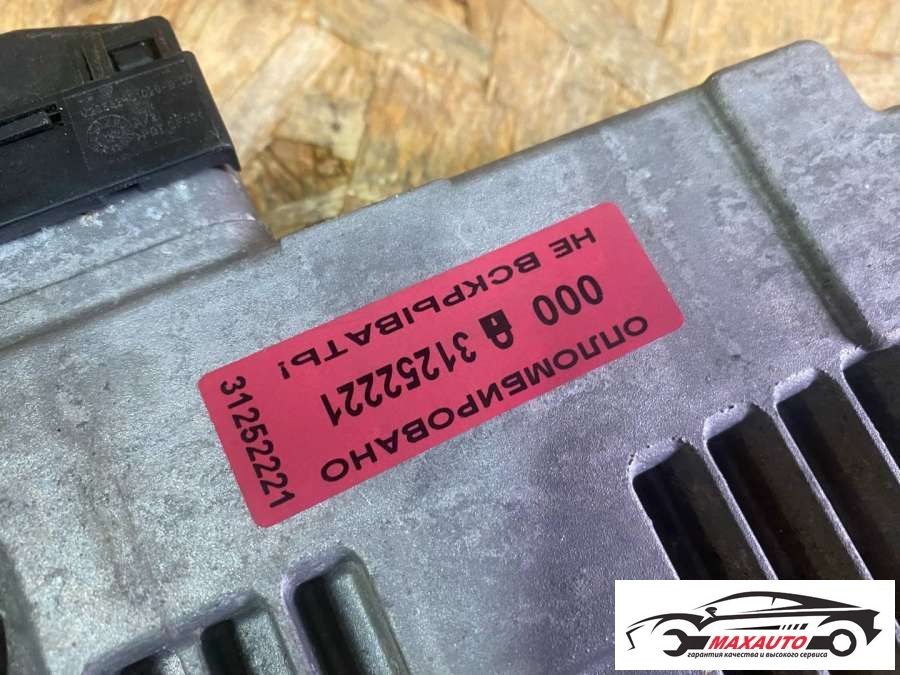 ОПЛОМБИРОВАНО
000 31252221
НЕ ВСКРЫВАТЬ!
31252221
MAXAUTO
гарантия качества и высокого сервиса